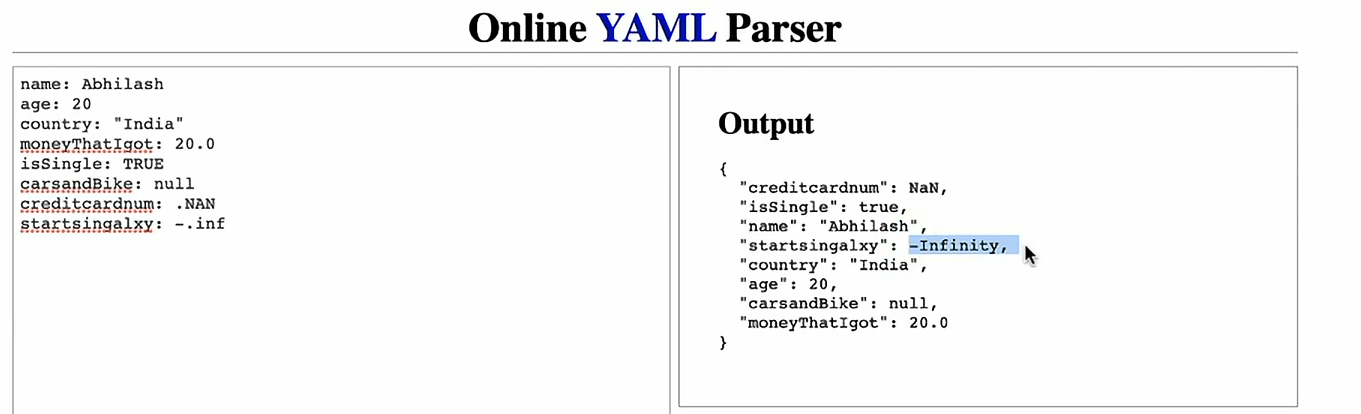 Online YAML Parser
name: Abhilash
age: 20
country: "India"
moneyThatIgot: 20.0
isSingle: TRUE
carsandBike: null
creditcardnum: .NAN
startsingalxy: -.inf
Output
{
"creditcardnum": NaN,
"isSingle": true,
"name": "Abhilash",
"startsingalxy": -Infinity,
"country": "India",
"age": 20,
"carsandBike": null,
"moneyThatIgot": 20.0
}